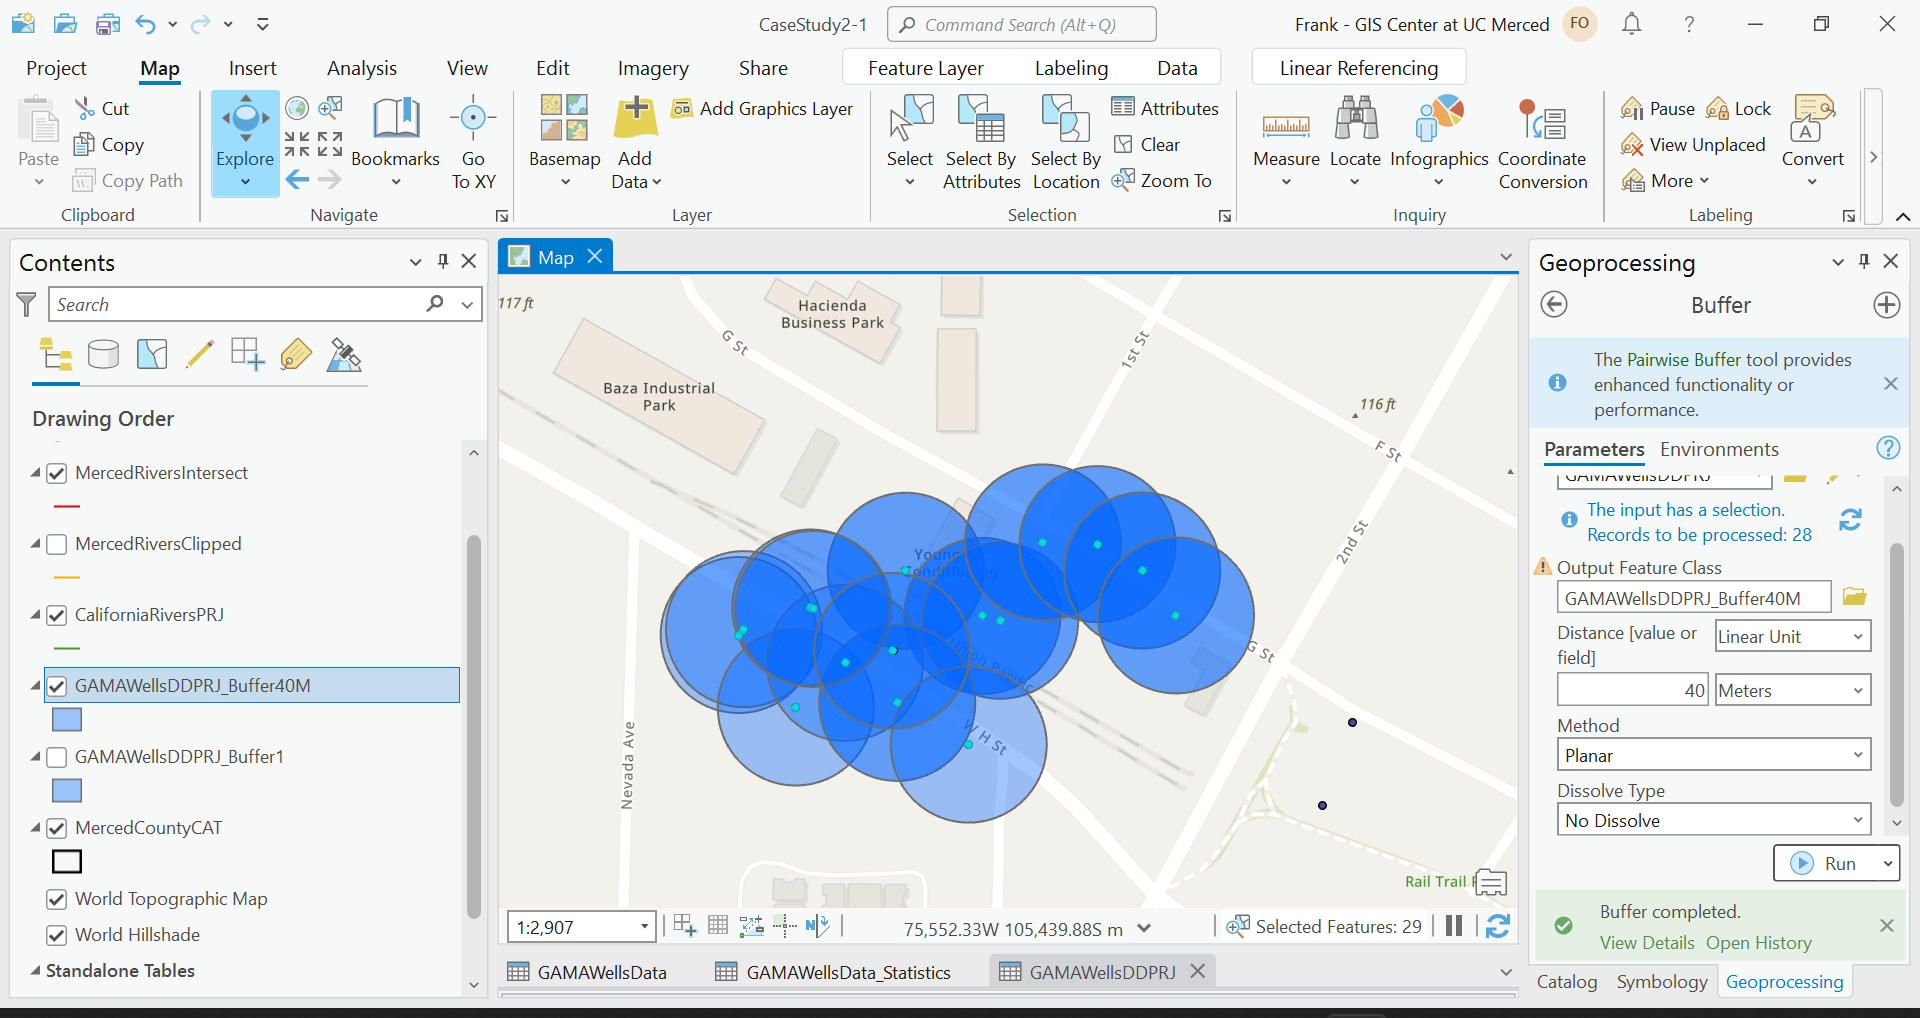 CaseStudy2-1
Command Search (Alt+Q)
Frank - GIS Center at UC Merced
FO
?
Project
Map
Insert
Analysis
View
Edit
Imagery
Share
Feature Layer
Labeling
Data
Linear Referencing
Paste
Cut
Copy
Copy Path
Clipboard
Explore
Bookmarks
Go
To XY
Navigate
Basemap
Add
Data
Add Graphics Layer
Layer
Select
Select By
Attributes
Select By
Location
Attributes
Clear
Zoom To
Selection
Measure
Locate
Infographics
Coordinate
Conversion
Inquiry
Pause
Lock
View Unplaced
More
A
Convert
Labeling
Contents
Search
Drawing Order
MercedRiversIntersect
MercedRiversClipped
CaliforniaRiversPRJ
GAMAWellsDDPRJ_Buffer40M
GAMAWellsDDPRJ_Buffer1
MercedCountyCAT
World Topographic Map
World Hillshade
Standalone Tables
Map
117 ft
Hacienda
Business Park
G St
1st St
Baza Industrial
Park
116 ft
F St
2nd St
Young
G St
Union Pacific
W H St
Nevada Ave
Rail Trail
1:2,907
N
75,552.33W 105,439.88S m
Selected Features: 29
GAMAWellsData
GAMAWellsData_Statistics
GAMAWellsDDPRJ
Geoprocessing
Buffer
The Pairwise Buffer tool provides
enhanced functionality or
performance.
Parameters
Environments
?
GAMAWellsDDPRJ
The input has a selection.
Records to be processed: 28
Output Feature Class
GAMAWellsDDPRJ_Buffer40M
Distance [value or
field]
Linear Unit
40
Meters
Method
Planar
Dissolve Type
No Dissolve
Run
Buffer completed.
View Details
Open History
Catalog
Symbology
Geoprocessing